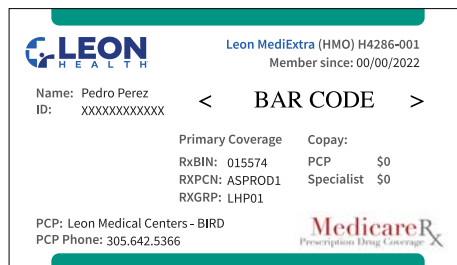 LEON
HEALTH
Leon MediExtra (HMO) H4286-001
Member since: 00/00/2022
Name: Pedro Perez
ID: XXXXXXXXXXXX
< BAR CODE >
Primary Coverage
RxBIN: 015574
RXPCN: ASPROD1
RXGRP: LHP01
Copay:
PCP $0
Specialist $0
PCP: Leon Medical Centers - BIRD
PCP Phone: 305.642.5366
MedicareRx
Prescription Drug Coverage